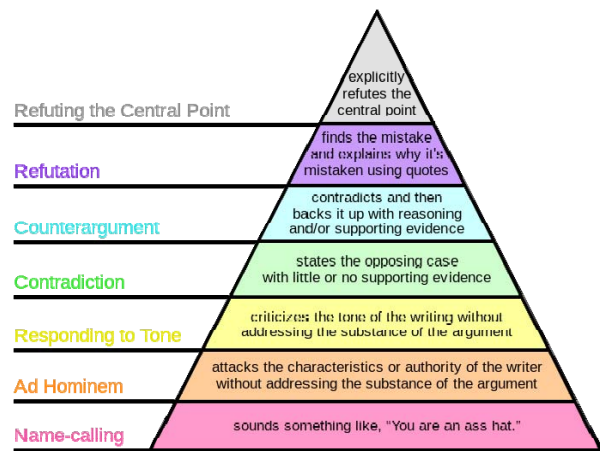 explicitly
refutes the
central point
Refuting the Central Point
finds the mistake
and explains why it's
mistaken using quotes
Refutation
contradicts and then
backs it up with reasoning
and/or supporting evidence
Counterargument
states the opposing case
with little or no supporting evidence
Contradiction
criticizes the tone of the writing without
addressing the substance of the argument
Responding to Tone
attacks the characteristics or authority of the writer
without addressing the substance of the argument
Ad Hominem
sounds something like, “You are an ass hat.”
Name-calling